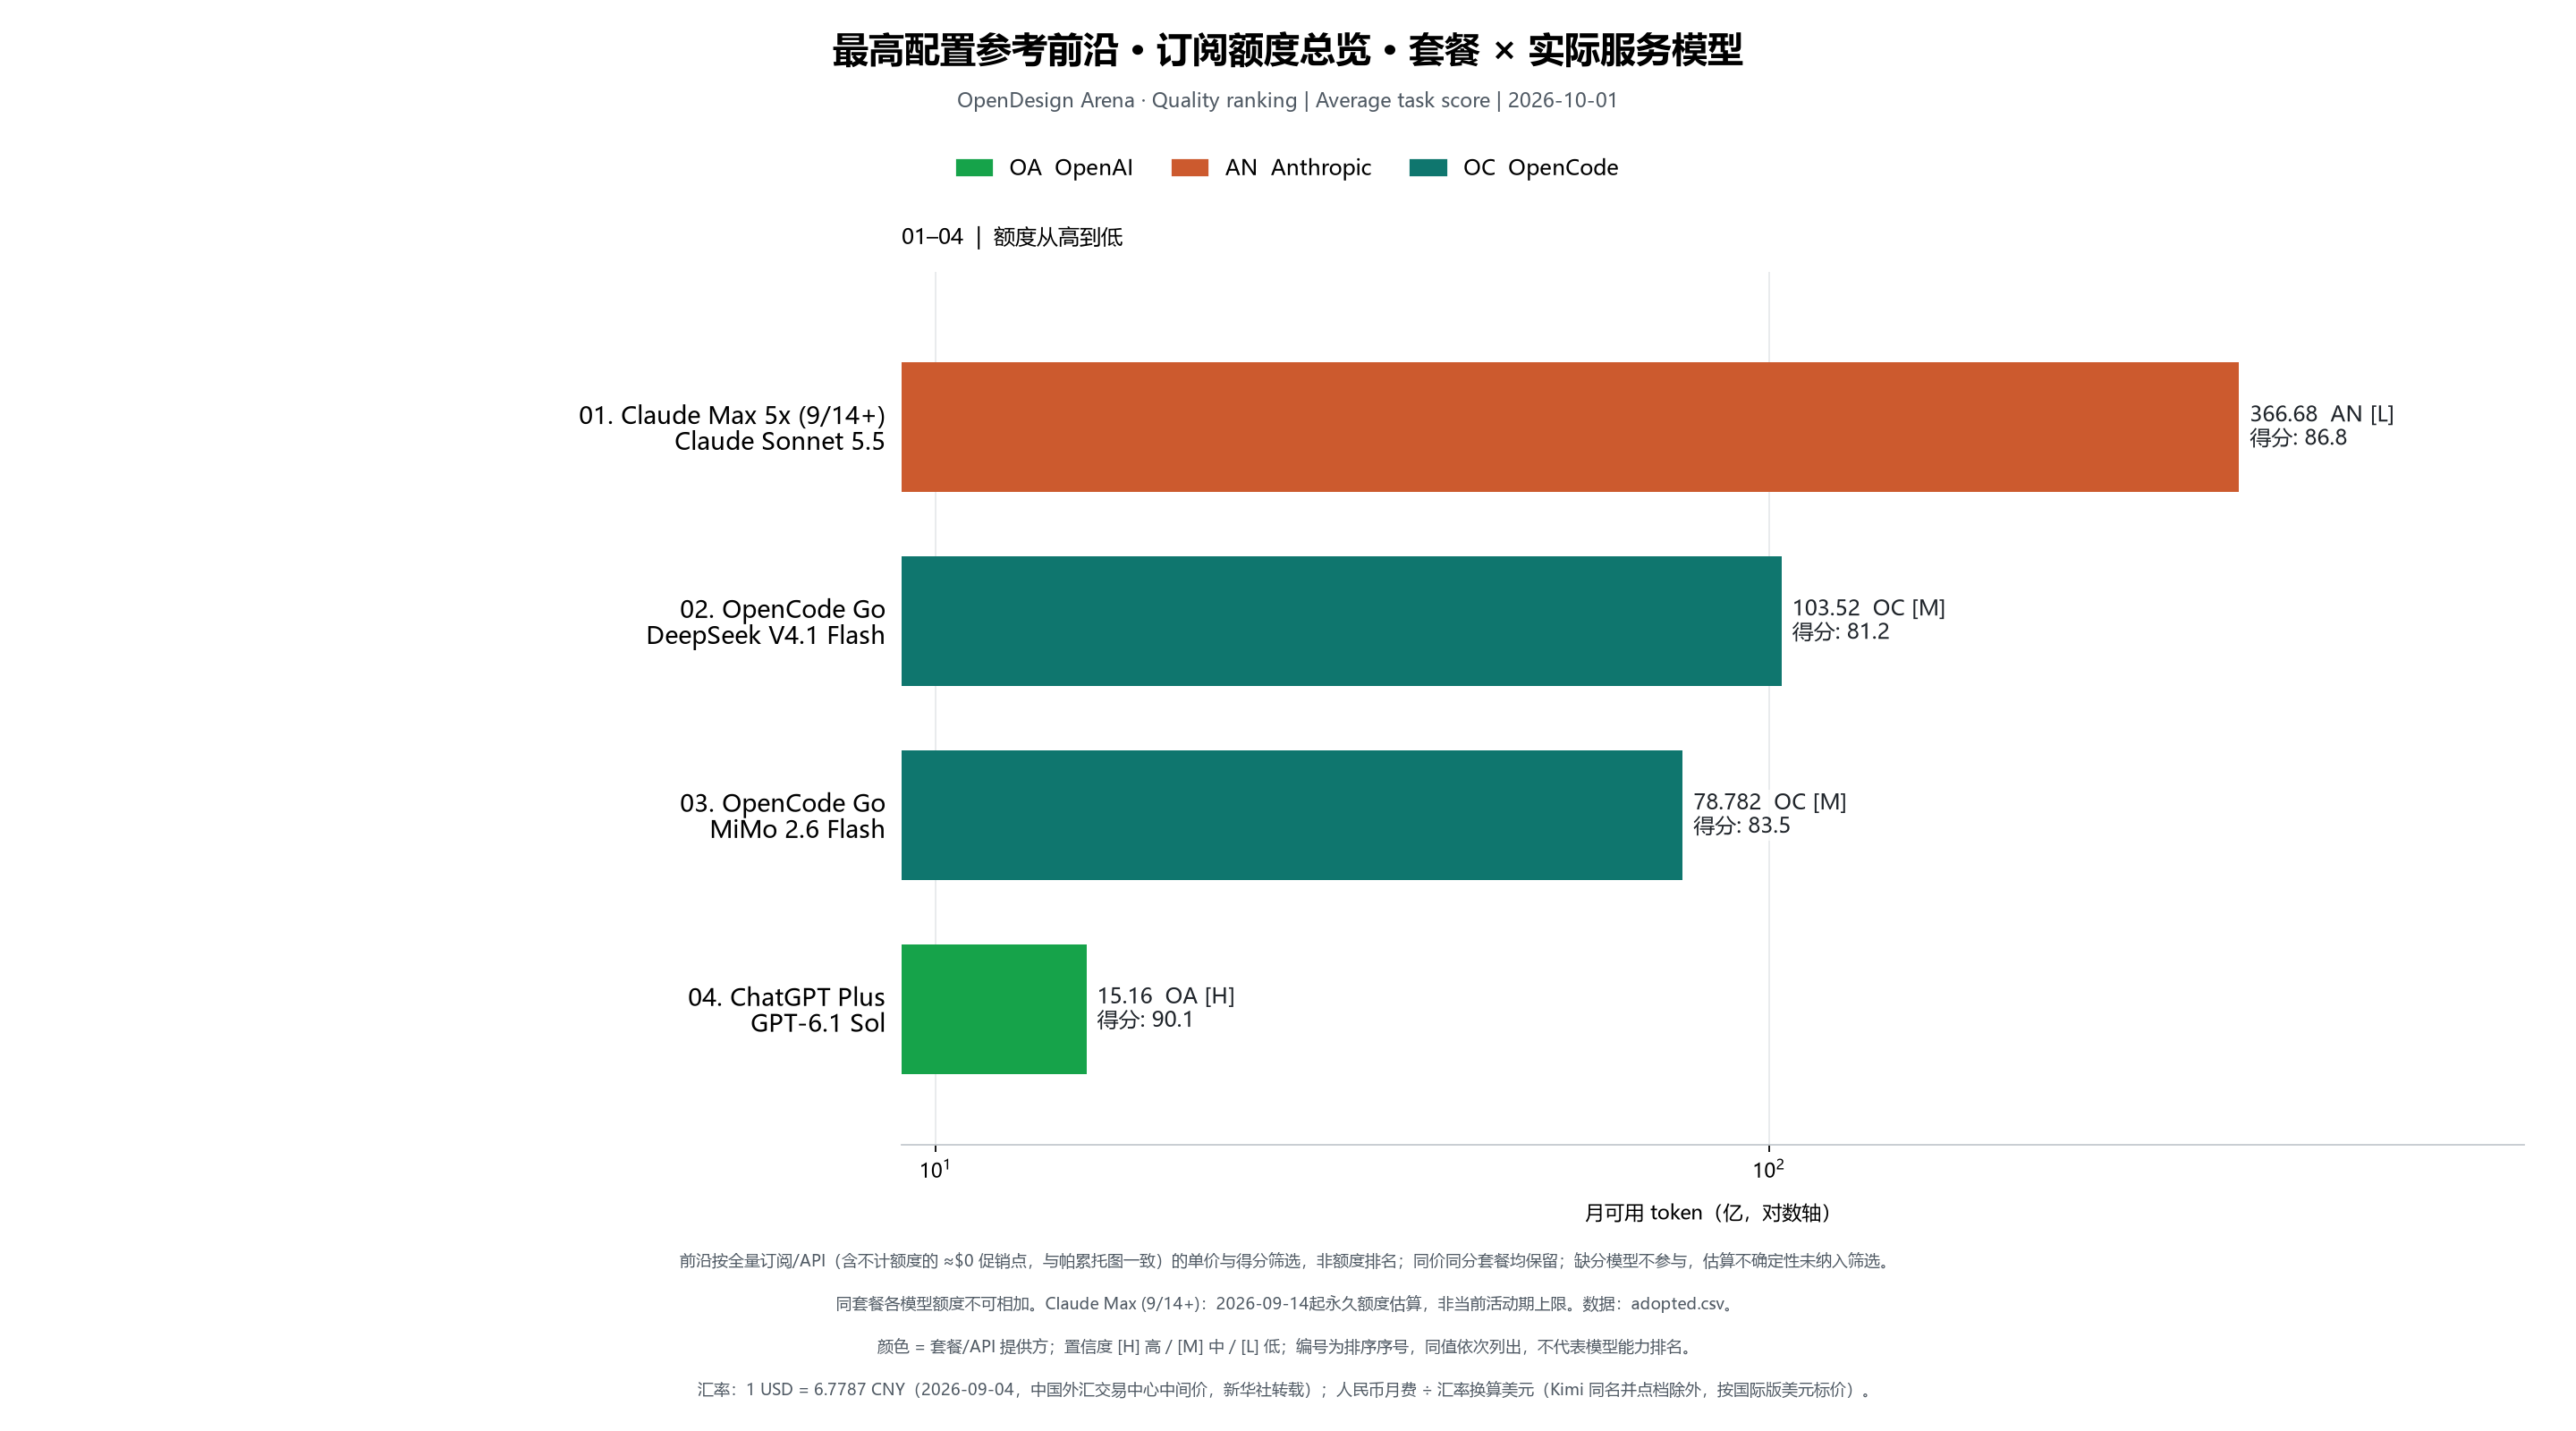 最高配置参考前沿 • 订阅额度总览 • 套餐 × 实际服务模型
OpenDesign Arena · Quality ranking | Average task score | 2026-10-01
OA OpenAI AN Anthropic OC OpenCode
01–04 | 额度从高到低
01. Claude Max 5x (9/14+)
Claude Sonnet 5.5
366.68 AN [L]
得分: 86.8
02. OpenCode Go
DeepSeek V4.1 Flash
103.52 OC [M]
得分: 81.2
03. OpenCode Go
MiMo 2.6 Flash
78.782 OC [M]
得分: 83.5
04. ChatGPT Plus
GPT-6.1 Sol
15.16 OA [H]
得分: 90.1
10¹ 10²
月可用 token（亿，对数轴）
前沿按全量订阅/API（含不计额度的 ≈$0 促销点，与帕累托图一致）的单价与得分筛选，非额度排名；同价同分套餐均保留；缺分模型不参与，估算不确定性未纳入筛选。
同套餐各模型额度不可相加。Claude Max (9/14+)：2026-09-14起永久额度估算，非当前活动期上限。数据：adopted.csv。
颜色 = 套餐/API 提供方；置信度 [H] 高 / [M] 中 / [L] 低；编号为排序序号，同值依次列出，不代表模型能力排名。
汇率：1 USD = 6.7787 CNY（2026-09-04，中国外汇交易中心中间价，新华社转载）；人民币月费 ÷ 汇率换算美元（Kimi 同名并点档除外，按国际版美元标价）。